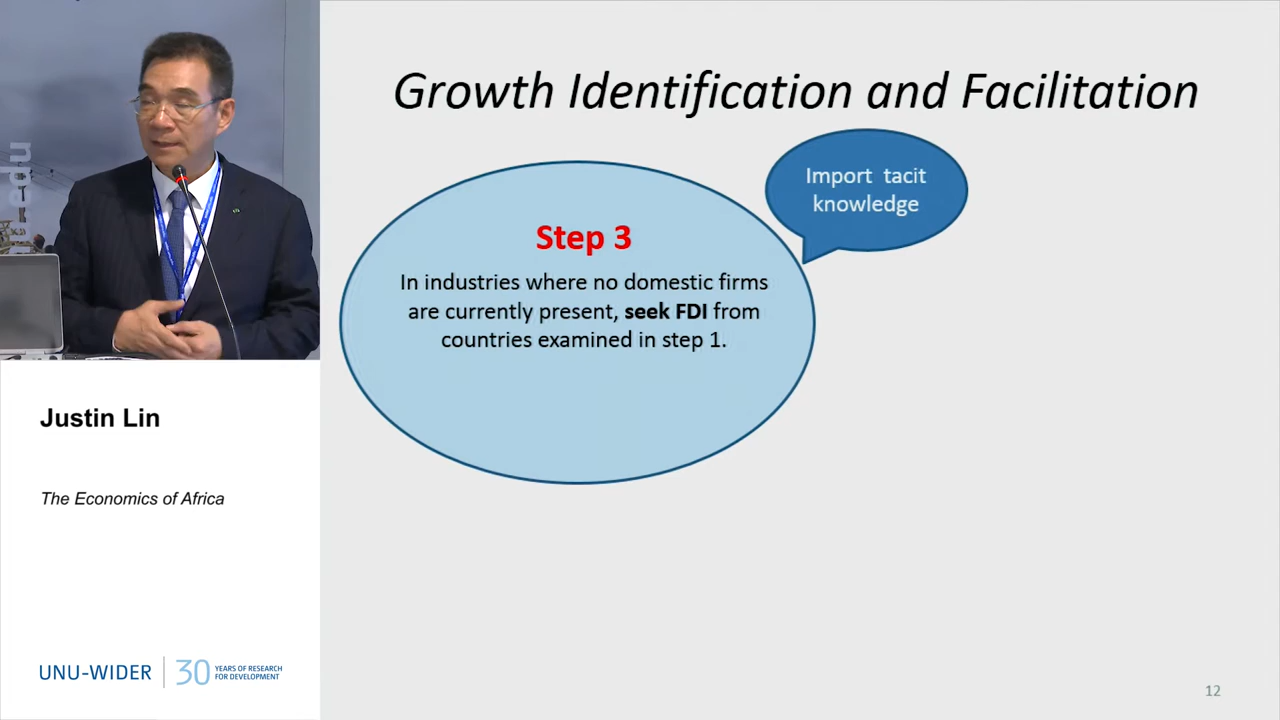 Growth Identification and Facilitation
Import tacit
knowledge
Step 3
In industries where no domestic firms
are currently present, seek FDI from
countries examined in step 1.
Justin Lin
The Economics of Africa
UNU-WIDER
30
YEARS OF RESEARCH
FOR DEVELOPMENT
12